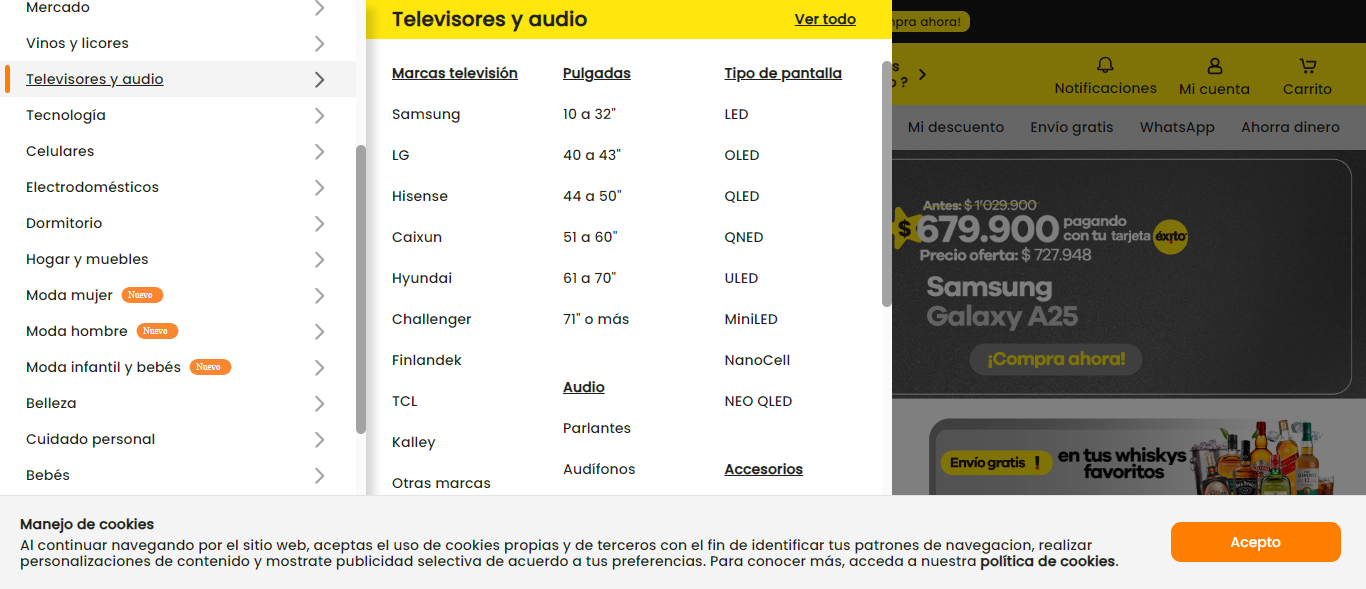 Mercado
Vinos y licores
Televisores y audio
Tecnología
Celulares
Electrodomésticos
Dormitorio
Hogar y muebles
Moda mujer Nuevo
Moda hombre Nuevo
Moda infantil y bebés Nuevo
Belleza
Cuidado personal
Bebés
Televisores y audio
Ver todo
Marcas televisión
Samsung
LG
Hisense
Caixun
Hyundai
Challenger
Finlandek
TCL
Kalley
Otras marcas
Pulgadas
10 a 32"
40 a 43"
44 a 50"
51 a 60"
61 a 70"
71" o más
Audio
Parlantes
Audífonos
Tipo de pantalla
LED
OLED
QLED
QNED
ULED
MiniLED
NanoCell
NEO QLED
Accesorios
ahora!
?
Notificaciones
Mi cuenta
Carrito
Mi descuento
Envío gratis
WhatsApp
Ahorra dinero
Antes: $ 1'029.900
$ 679.900 pagando
con tu tarjeta éxito
Precio oferta: $ 727.948
Samsung
Galaxy A25
¡Compra ahora!
Envío gratis !
en tus whiskys
favoritos
Manejo de cookies
Al continuar navegando por el sitio web, aceptas el uso de cookies propias y de terceros con el fin de identificar tus patrones de navegacion, realizar
personalizaciones de contenido y mostrate publicidad selectiva de acuerdo a tus preferencias. Para conocer más, acceda a nuestra política de cookies.
Acepto